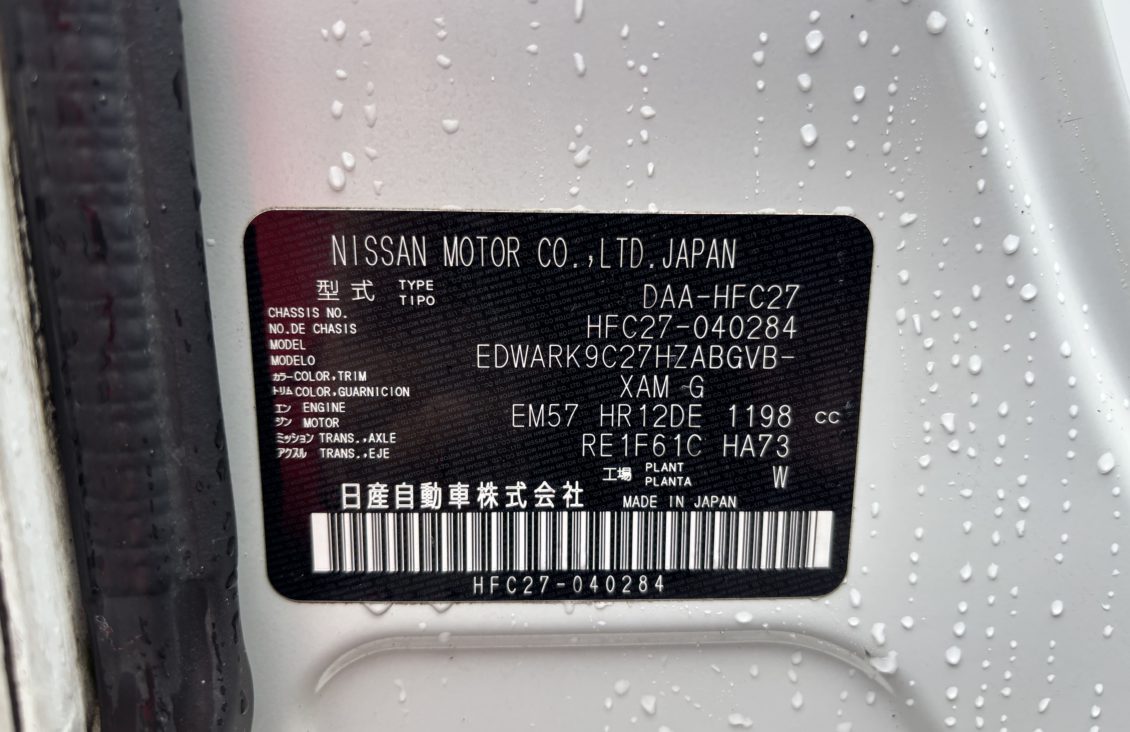 NISSAN MOTOR CO.,LTD.JAPAN
型式 TYPE TIPO DAA-HFC27
CHASSIS NO.
NO.DE CHASIS HFC27-040284
MODEL
MODELO EDWARK9C27HZABGVB-
カラー COLOR,TRIM
トリム COLOR,GUARNICION XAM G
エン ENGINE
ジン MOTOR EM57 HR12DE 1198 cc
ミッション TRANS.,AXLE
アクスル TRANS.,EJE RE1F61C HA73
工場 PLANT PLANTA W
日産自動車株式会社 MADE IN JAPAN
HFC27-040284